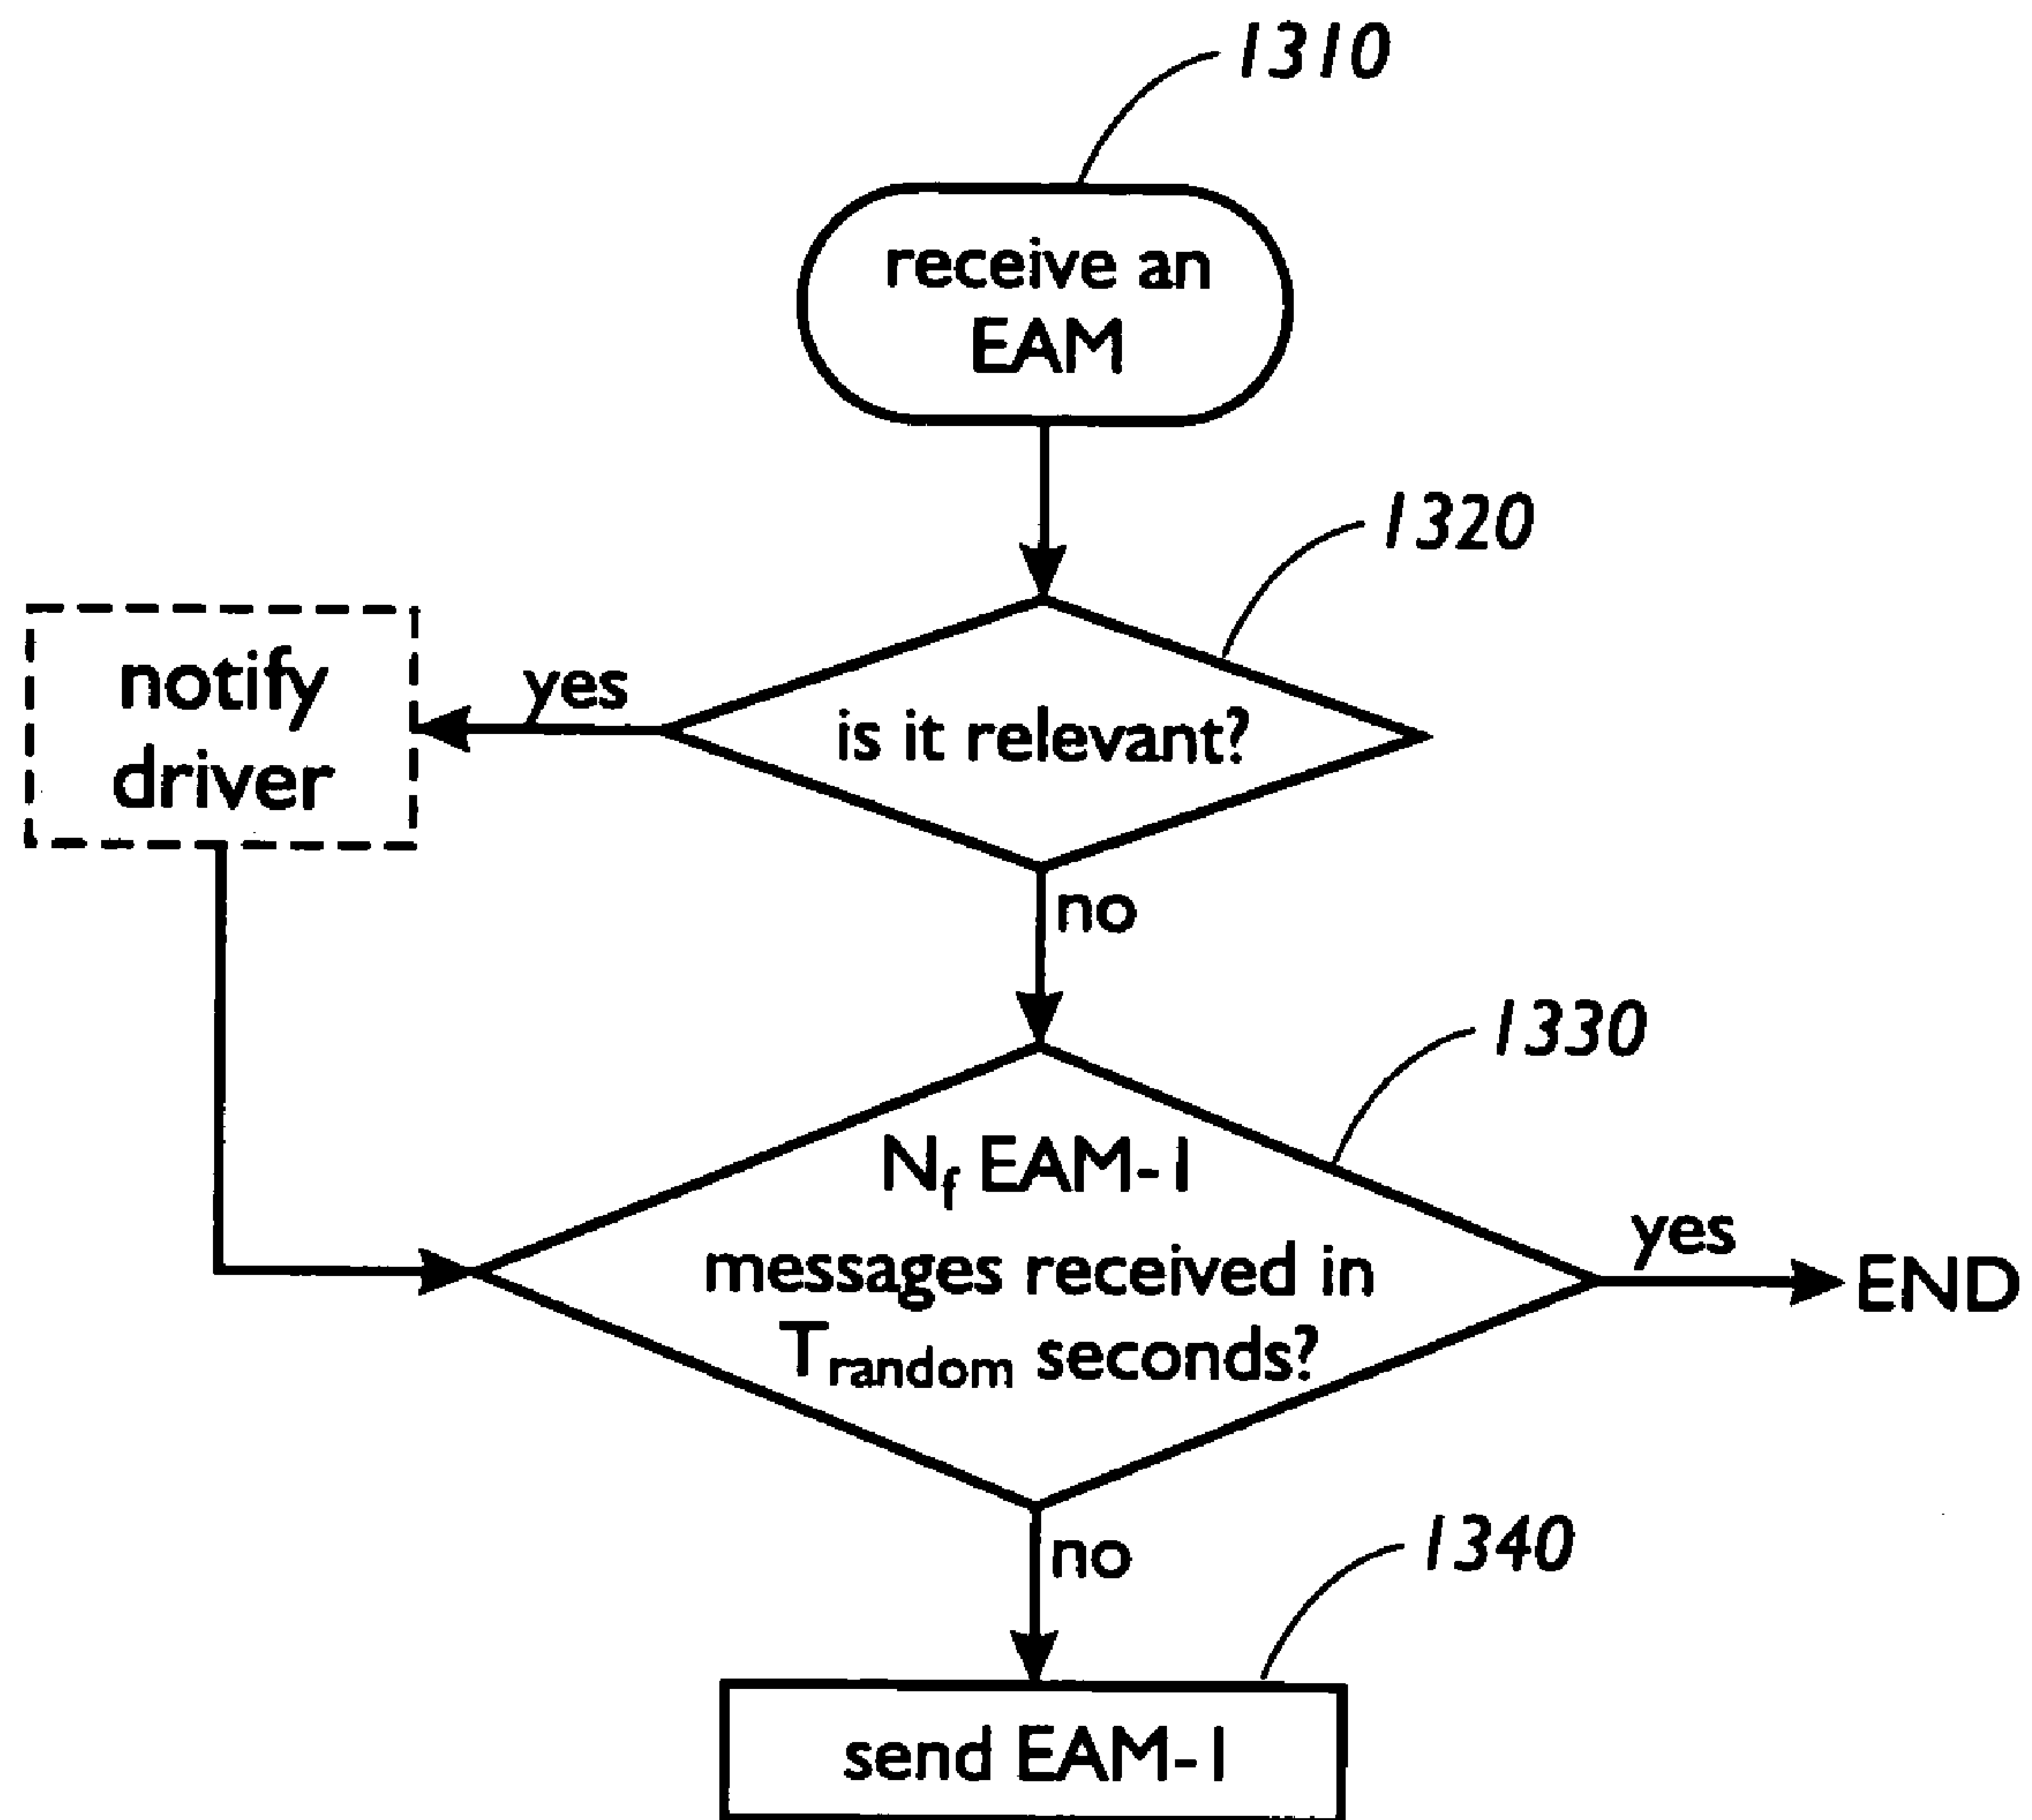 1310
receive an
EAM
1320
notify
driver
yes
is it relevant?
no
1330
Nf EAM-1
messages received in
Trandom seconds?
yes
END
no
1340
send EAM-1